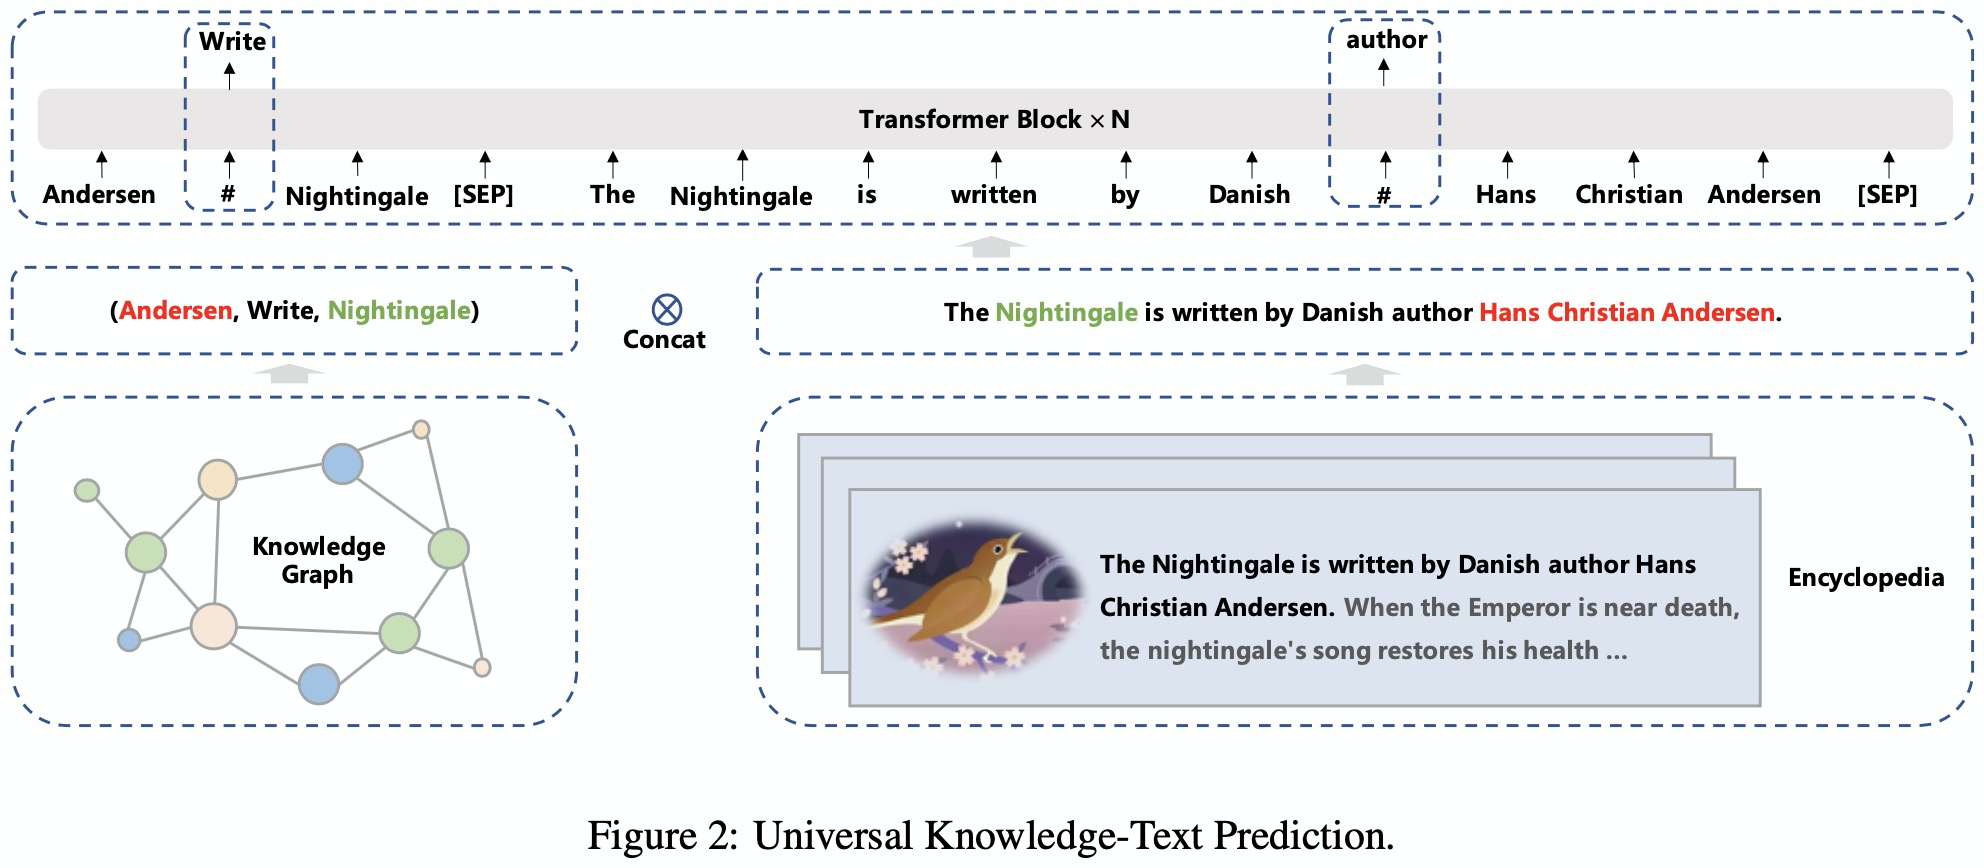 Write author
Transformer Block × N
Andersen # Nightingale [SEP] The Nightingale is written by Danish # Hans Christian Andersen [SEP]
(Andersen, Write, Nightingale)
Concat
The Nightingale is written by Danish author Hans Christian Andersen.
Knowledge
Graph
The Nightingale is written by Danish author Hans
Christian Andersen. When the Emperor is near death,
the nightingale's song restores his health ...
Encyclopedia
Figure 2: Universal Knowledge-Text Prediction.